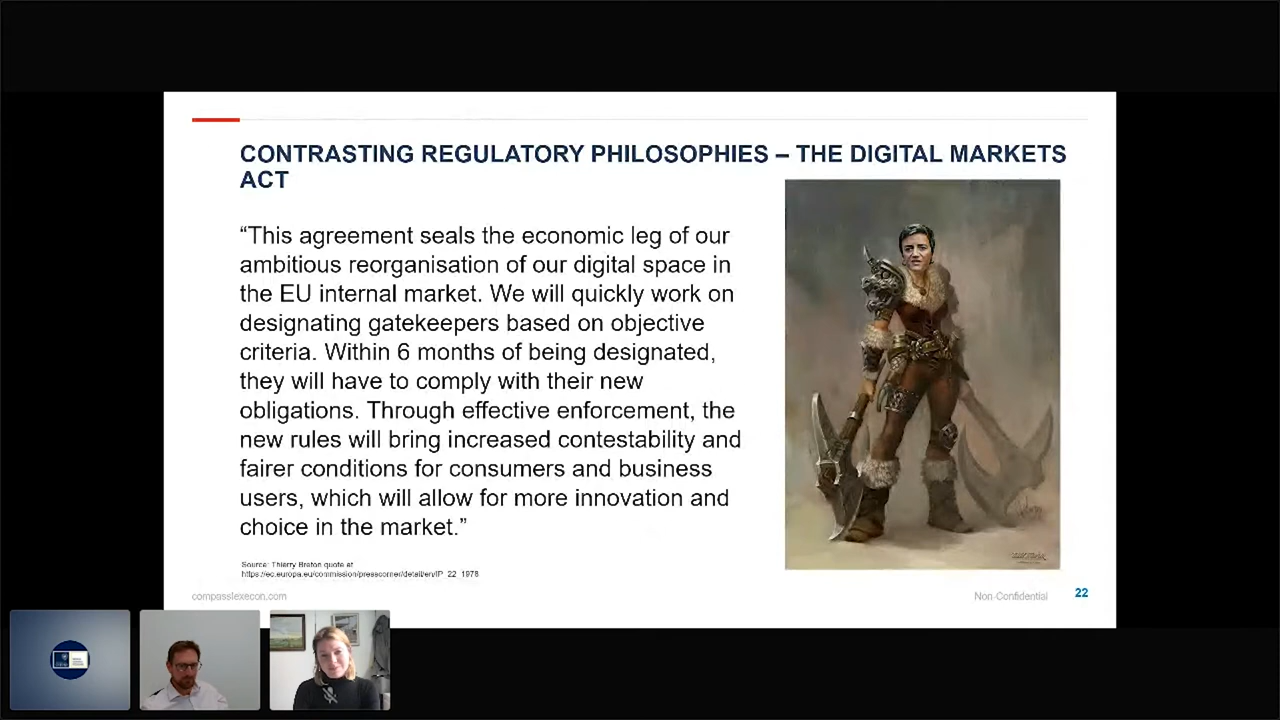 CONTRASTING REGULATORY PHILOSOPHIES – THE DIGITAL MARKETS
ACT
“This agreement seals the economic leg of our
ambitious reorganisation of our digital space in
the EU internal market. We will quickly work on
designating gatekeepers based on objective
criteria. Within 6 months of being designated,
they will have to comply with their new
obligations. Through effective enforcement, the
new rules will bring increased contestability and
fairer conditions for consumers and business
users, which will allow for more innovation and
choice in the market.”
Source: Thierry Breton quote at
https://ec.europa.eu/commission/presscorner/detail/en/IP_22_1978
compasslexecon.com
Non-Confidential
22